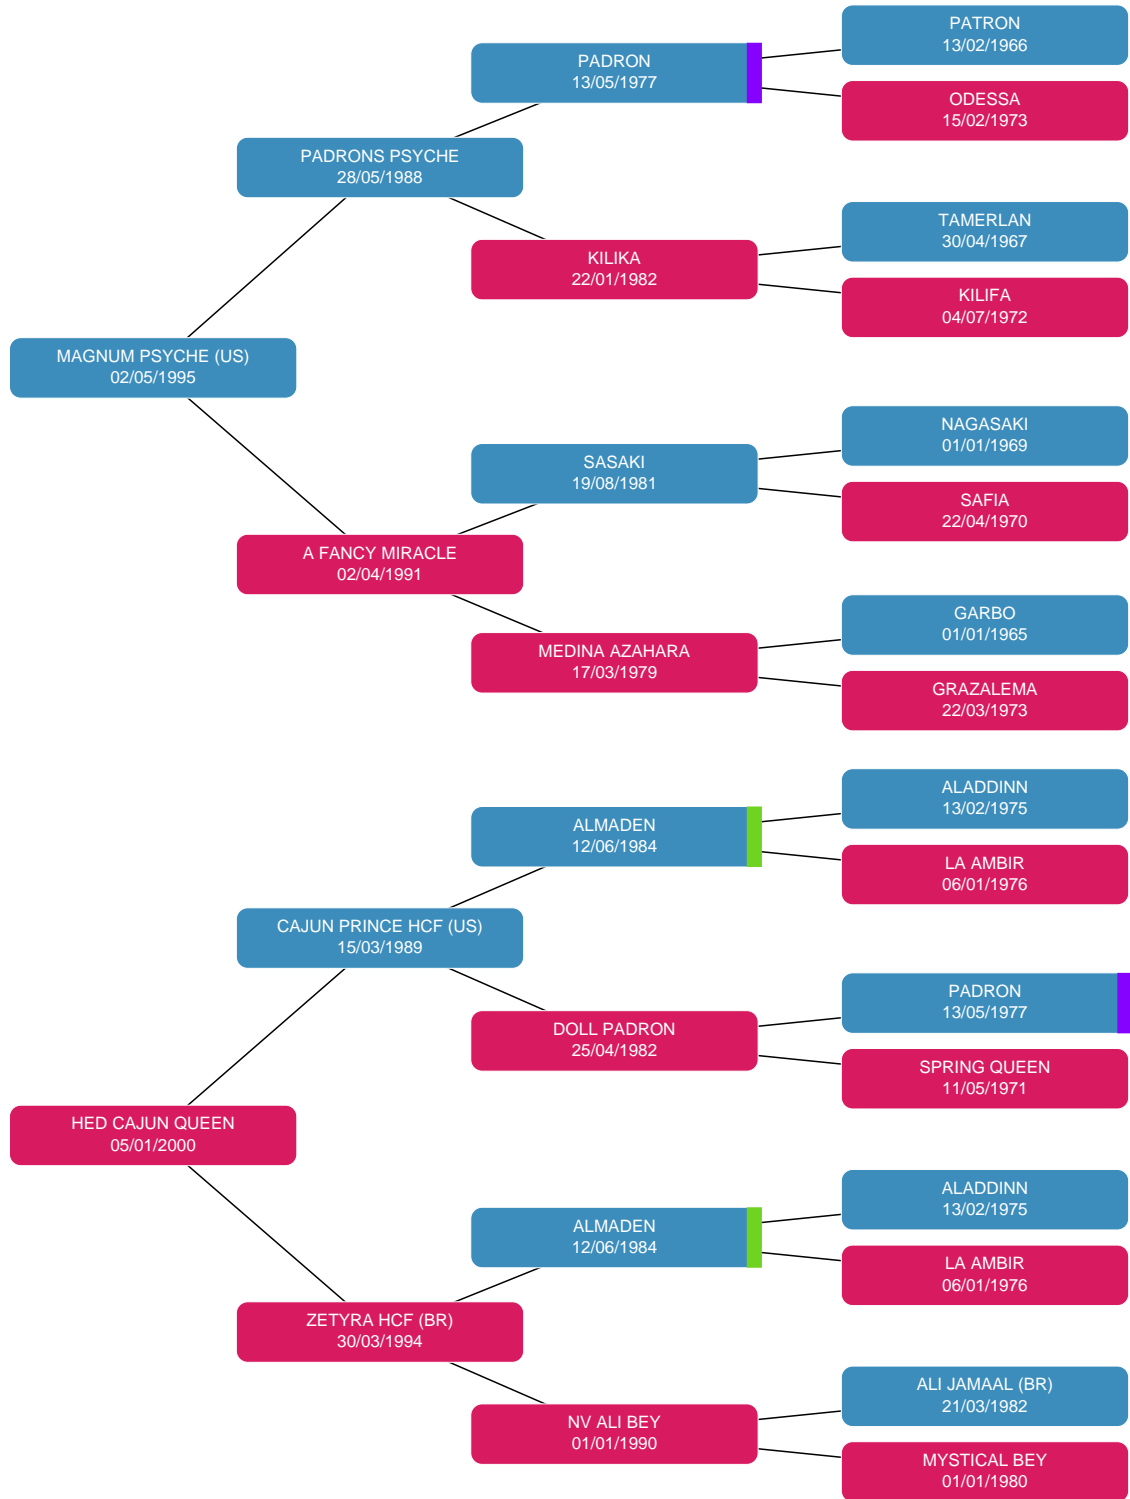 PATRON
13/02/1966
PADRON
13/05/1977
ODESSA
15/02/1973
PADRONS PSYCHE
28/05/1988
TAMERLAN
30/04/1967
KILIKA
22/01/1982
KILIFA
04/07/1972
MAGNUM PSYCHE (US)
02/05/1995
NAGASAKI
01/01/1969
SASAKI
19/08/1981
SAFIA
22/04/1970
A FANCY MIRACLE
02/04/1991
GARBO
01/01/1965
MEDINA AZAHARA
17/03/1979
GRAZALEMA
22/03/1973
ALADDINN
13/02/1975
ALMADEN
12/06/1984
LA AMBIR
06/01/1976
CAJUN PRINCE HCF (US)
15/03/1989
PADRON
13/05/1977
DOLL PADRON
25/04/1982
SPRING QUEEN
11/05/1971
HED CAJUN QUEEN
05/01/2000
ALADDINN
13/02/1975
ALMADEN
12/06/1984
LA AMBIR
06/01/1976
ZETYRA HCF (BR)
30/03/1994
ALI JAMAAL (BR)
21/03/1982
NV ALI BEY
01/01/1990
MYSTICAL BEY
01/01/1980